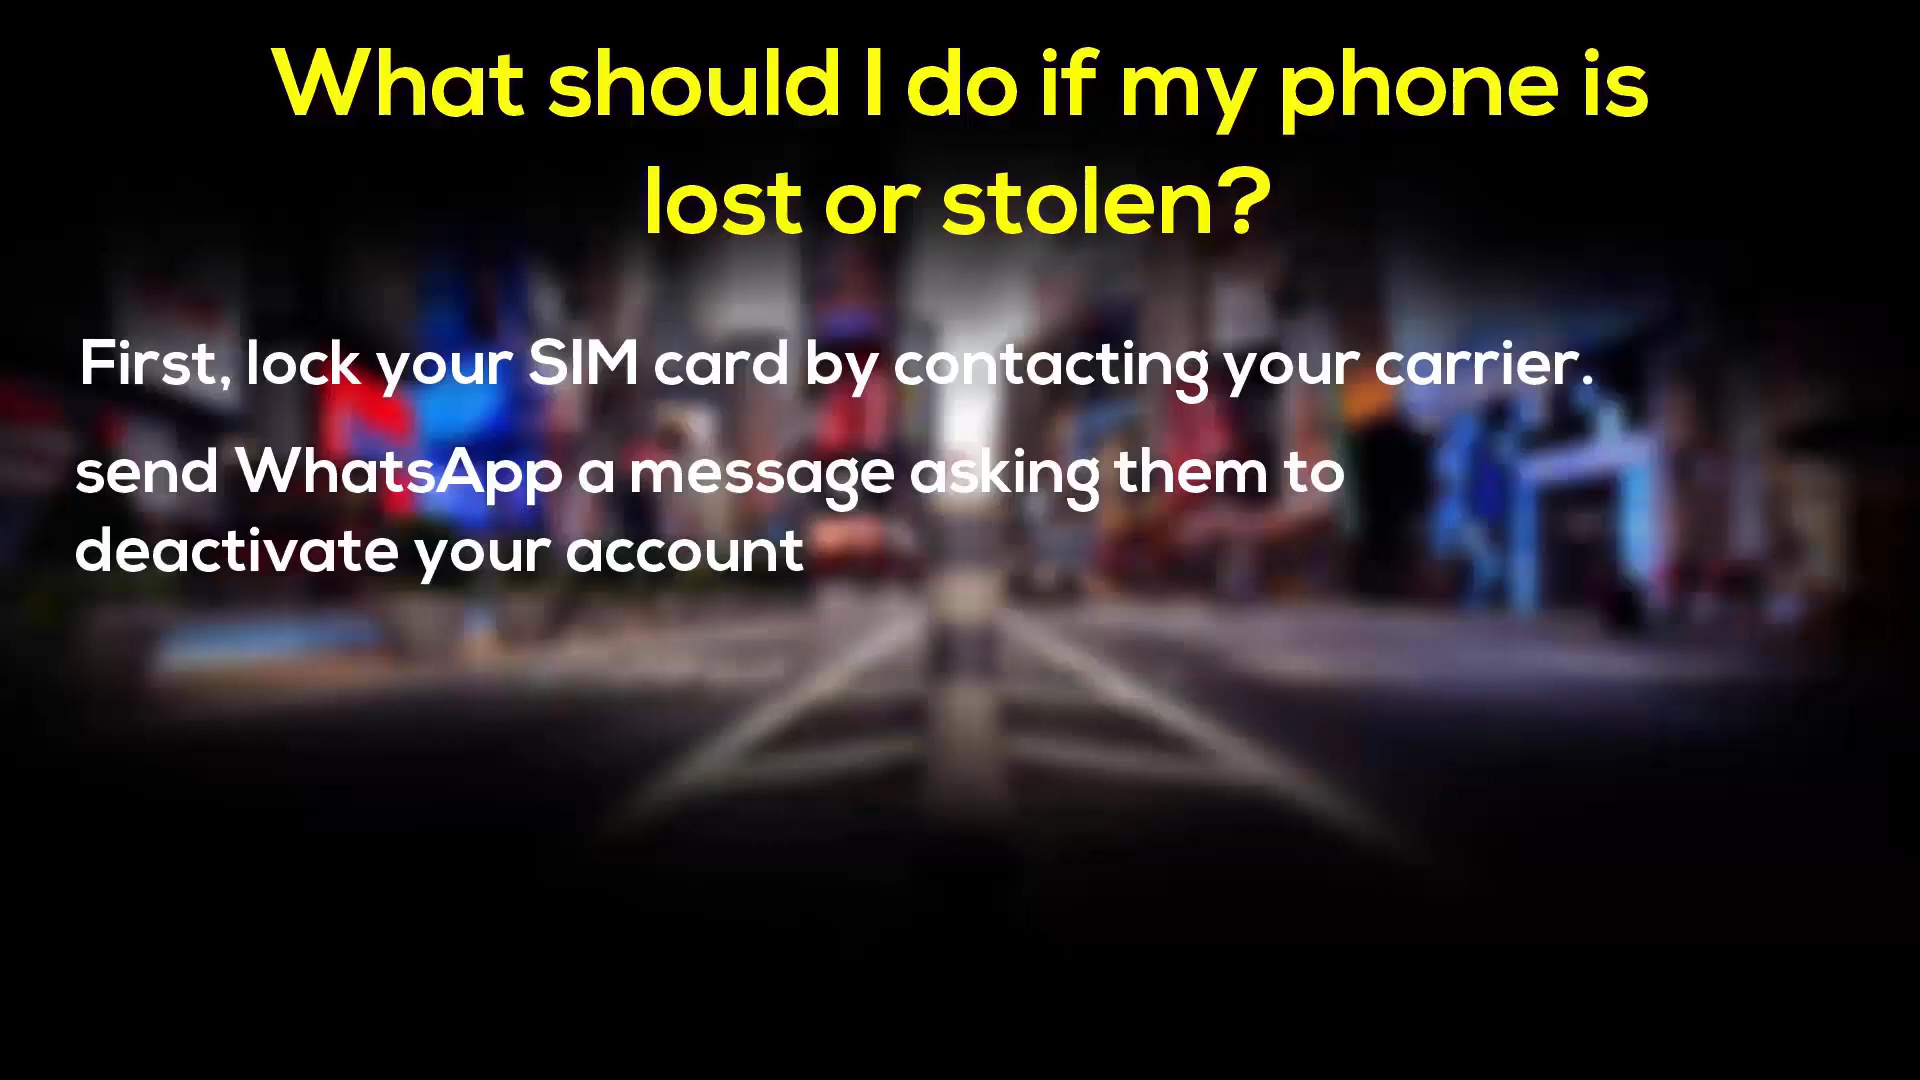 What should I do if my phone is
lost or stolen?
First, lock your SIM card by contacting your carrier.
send WhatsApp a message asking them to
deactivate your account